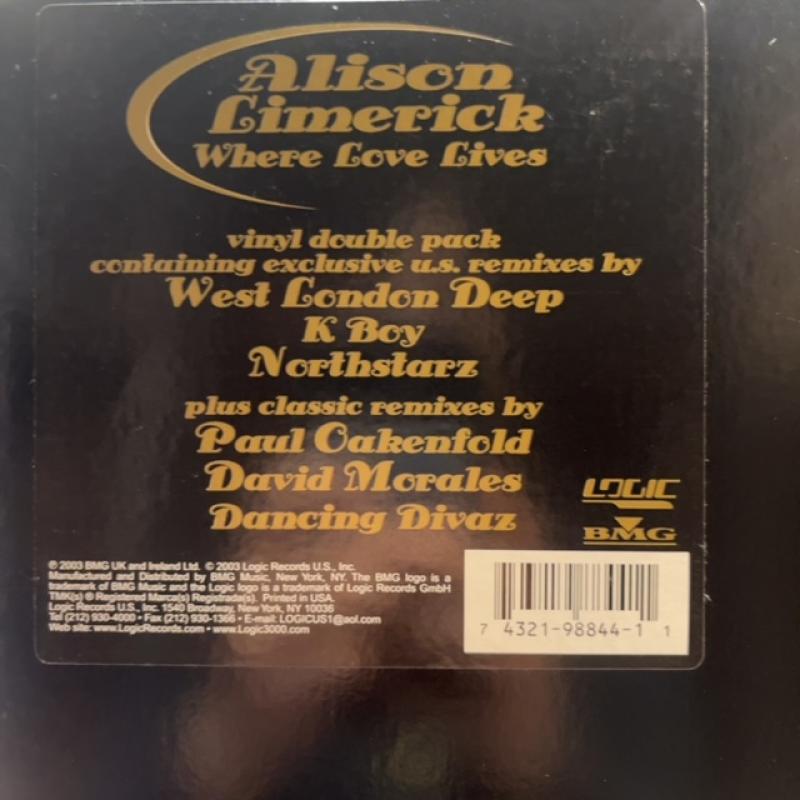 Alison
Limerick
Where Love Lives
vinyl double pack
containing exclusive u.s. remixes by
West London Deep
K Boy
Northstarz
plus classic remixes by
Paul Oakenfold
David Morales
Dancing Divaz
LOGIC
BMG
℗ 2003 BMG UK and Ireland Ltd. © 2003 Logic Records U.S., Inc.
Manufactured and Distributed by BMG Music, New York, NY. The BMG logo is a
trademark of BMG Music and the Logic logo is a trademark of Logic Records GmbH
TMK(s) ® Registered Marca(s) Registrada(s). Printed in USA.
Logic Records U.S., Inc. 1540 Broadway, New York, NY 10036
Tel (212) 930-4000 • Fax (212) 930-1366 • E-mail: LOGICUS1@aol.com
Web site: www.LogicRecords.com • www.Logic3000.com
7 4321-98844-1 1